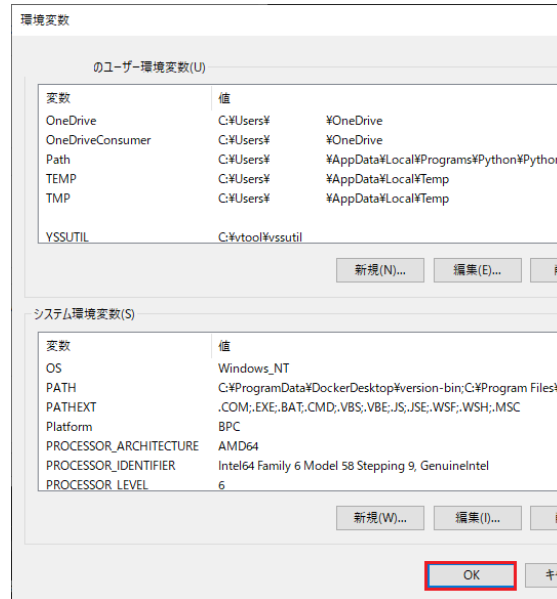 環境変数
のユーザー環境変数(U)
変数 値
OneDrive C:¥Users¥ ¥OneDrive
OneDriveConsumer C:¥Users¥ ¥OneDrive
Path C:¥Users¥ ¥AppData¥Local¥Programs¥Python¥Python
TEMP C:¥Users¥ ¥AppData¥Local¥Temp
TMP C:¥Users¥ ¥AppData¥Local¥Temp
YSSUTIL C:¥ytool¥yssutil
新規(N)... 編集(E)...
システム環境変数(S)
変数 値
OS Windows_NT
PATH C:¥ProgramData¥DockerDesktop¥version-bin;C:¥Program Files¥
PATHEXT .COM;.EXE;.BAT;.CMD;.VBS;.VBE;.JS;.JSE;.WSF;.WSH;.MSC
Platform BPC
PROCESSOR_ARCHITECTURE AMD64
PROCESSOR_IDENTIFIER Intel64 Family 6 Model 58 Stepping 9, GenuineIntel
PROCESSOR_LEVEL 6
新規(W)... 編集(I)...
OK キ